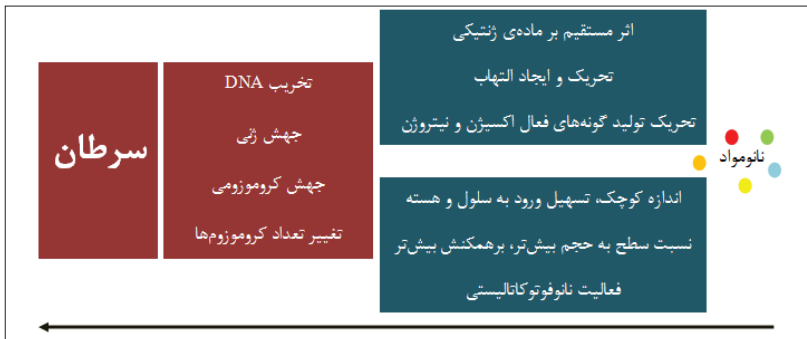 نانومواد
اثر مستقیم بر ماده‌ی ژنتیکی
تحریک و ایجاد التهاب
تحریک تولید گونه‌های فعال اکسیژن و نیتروژن
اندازه کوچک، تسهیل ورود به سلول و هسته
نسبت سطح به حجم بیش‌تر، برهمکنش بیش‌تر
فعالیت نانوفوتوکاتالیستی
تخریب DNA
جهش ژنی
جهش کروموزومی
تغییر تعداد کروموزوم‌ها
سرطان